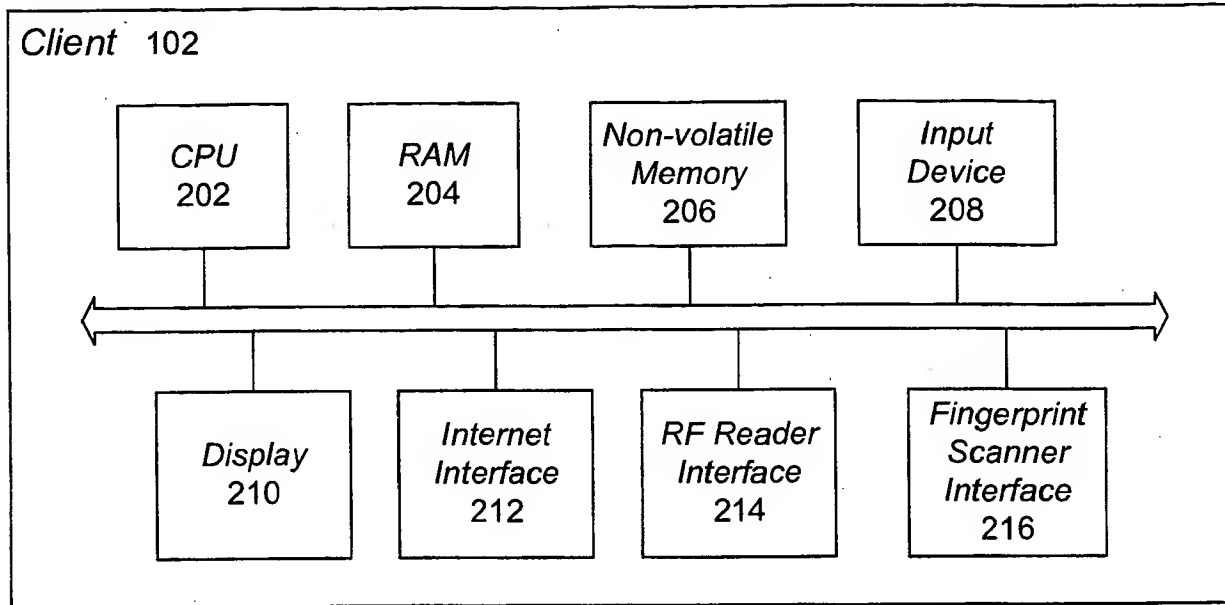 Client 102
CPU
202
RAM
204
Non-volatile
Memory
206
Input
Device
208
Display
210
Internet
Interface
212
RF Reader
Interface
214
Fingerprint
Scanner
Interface
216